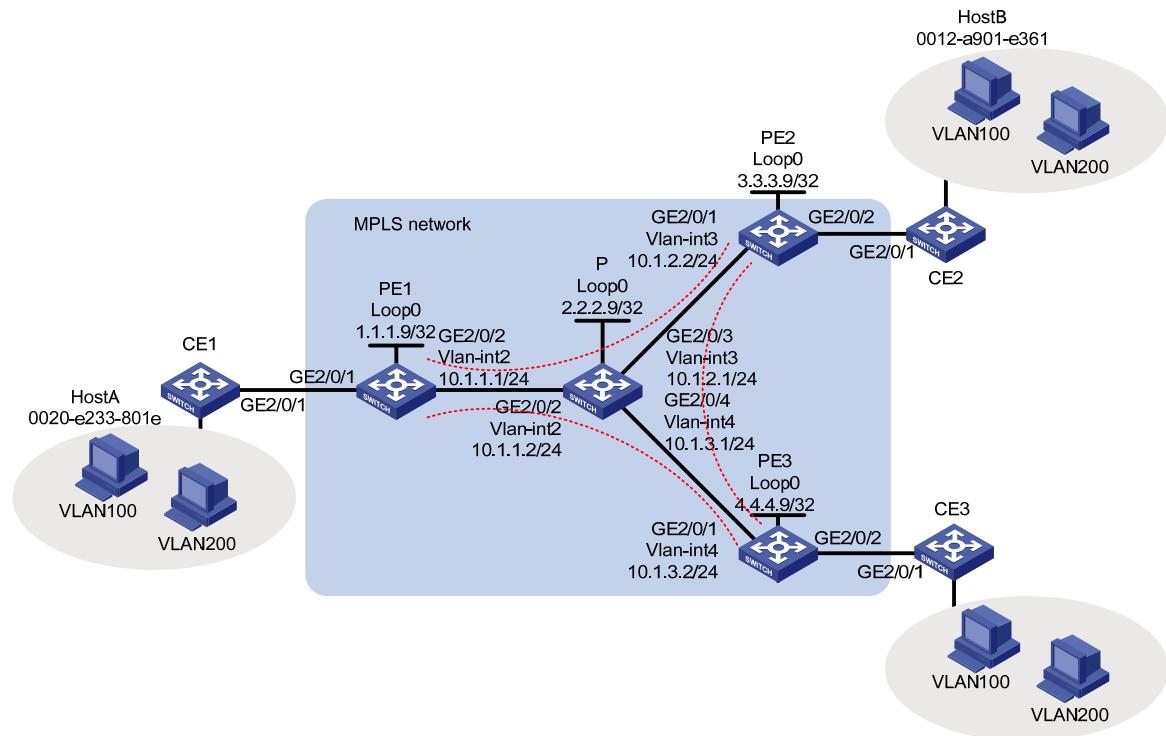 HostB
0012-a901-e361
VLAN100
VLAN200
PE2
Loop0
3.3.3.9/32
MPLS network
GE2/0/1
Vlan-int3
10.1.2.2/24
SWITCH
GE2/0/2
GE2/0/1
SWITCH
CE2
P
Loop0
2.2.2.9/32
PE1
Loop0
1.1.1.9/32
GE2/0/2
Vlan-int2
10.1.1.1/24
GE2/0/3
Vlan-int3
10.1.2.1/24
CE1
SWITCH
GE2/0/1
GE2/0/1
SWITCH
SWITCH
HostA
0020-e233-801e
GE2/0/2
Vlan-int2
10.1.1.2/24
GE2/0/4
Vlan-int4
10.1.3.1/24
VLAN100
VLAN200
PE3
Loop0
4.4.4.9/32
GE2/0/1
Vlan-int4
10.1.3.2/24
SWITCH
GE2/0/2
GE2/0/1
CE3
SWITCH
VLAN100
VLAN200